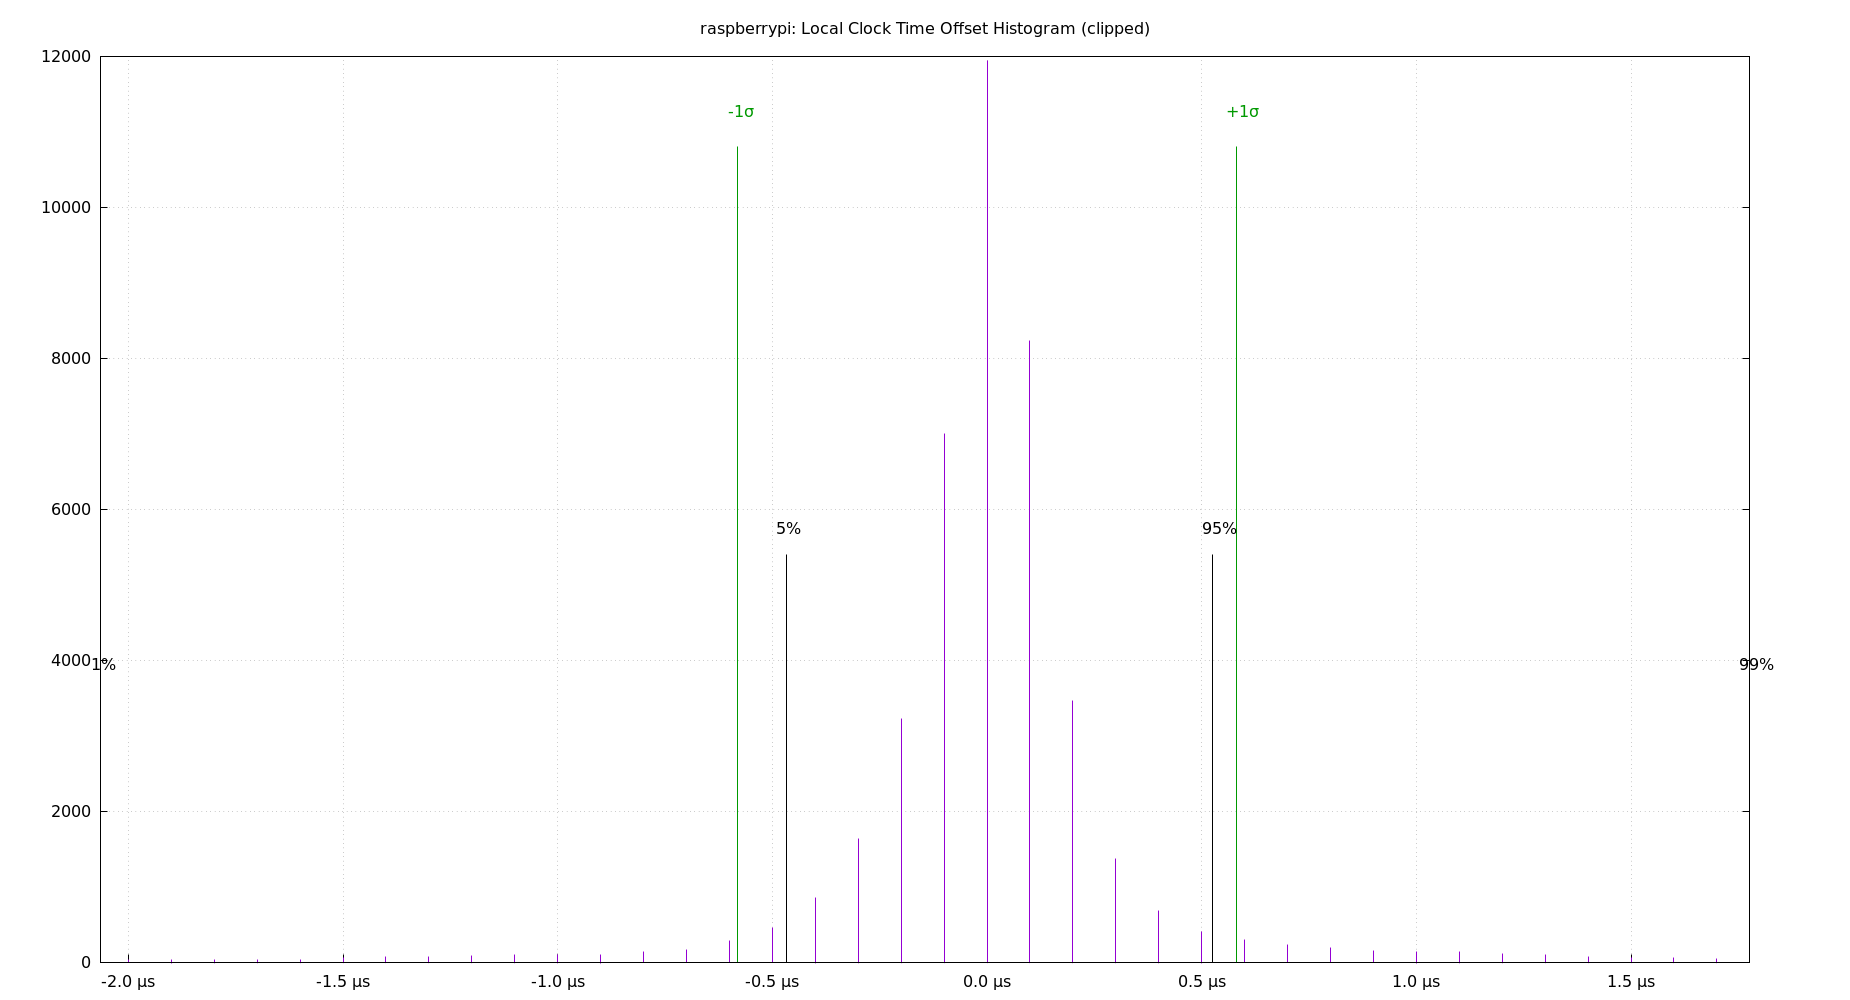 raspberrypi: Local Clock Time Offset Histogram (clipped)
12000
-1σ
+1σ
10000
8000
6000
5%
95%
4000
1%
99%
2000
0
-2.0 μs
-1.5 μs
-1.0 μs
-0.5 μs
0.0 μs
0.5 μs
1.0 μs
1.5 μs